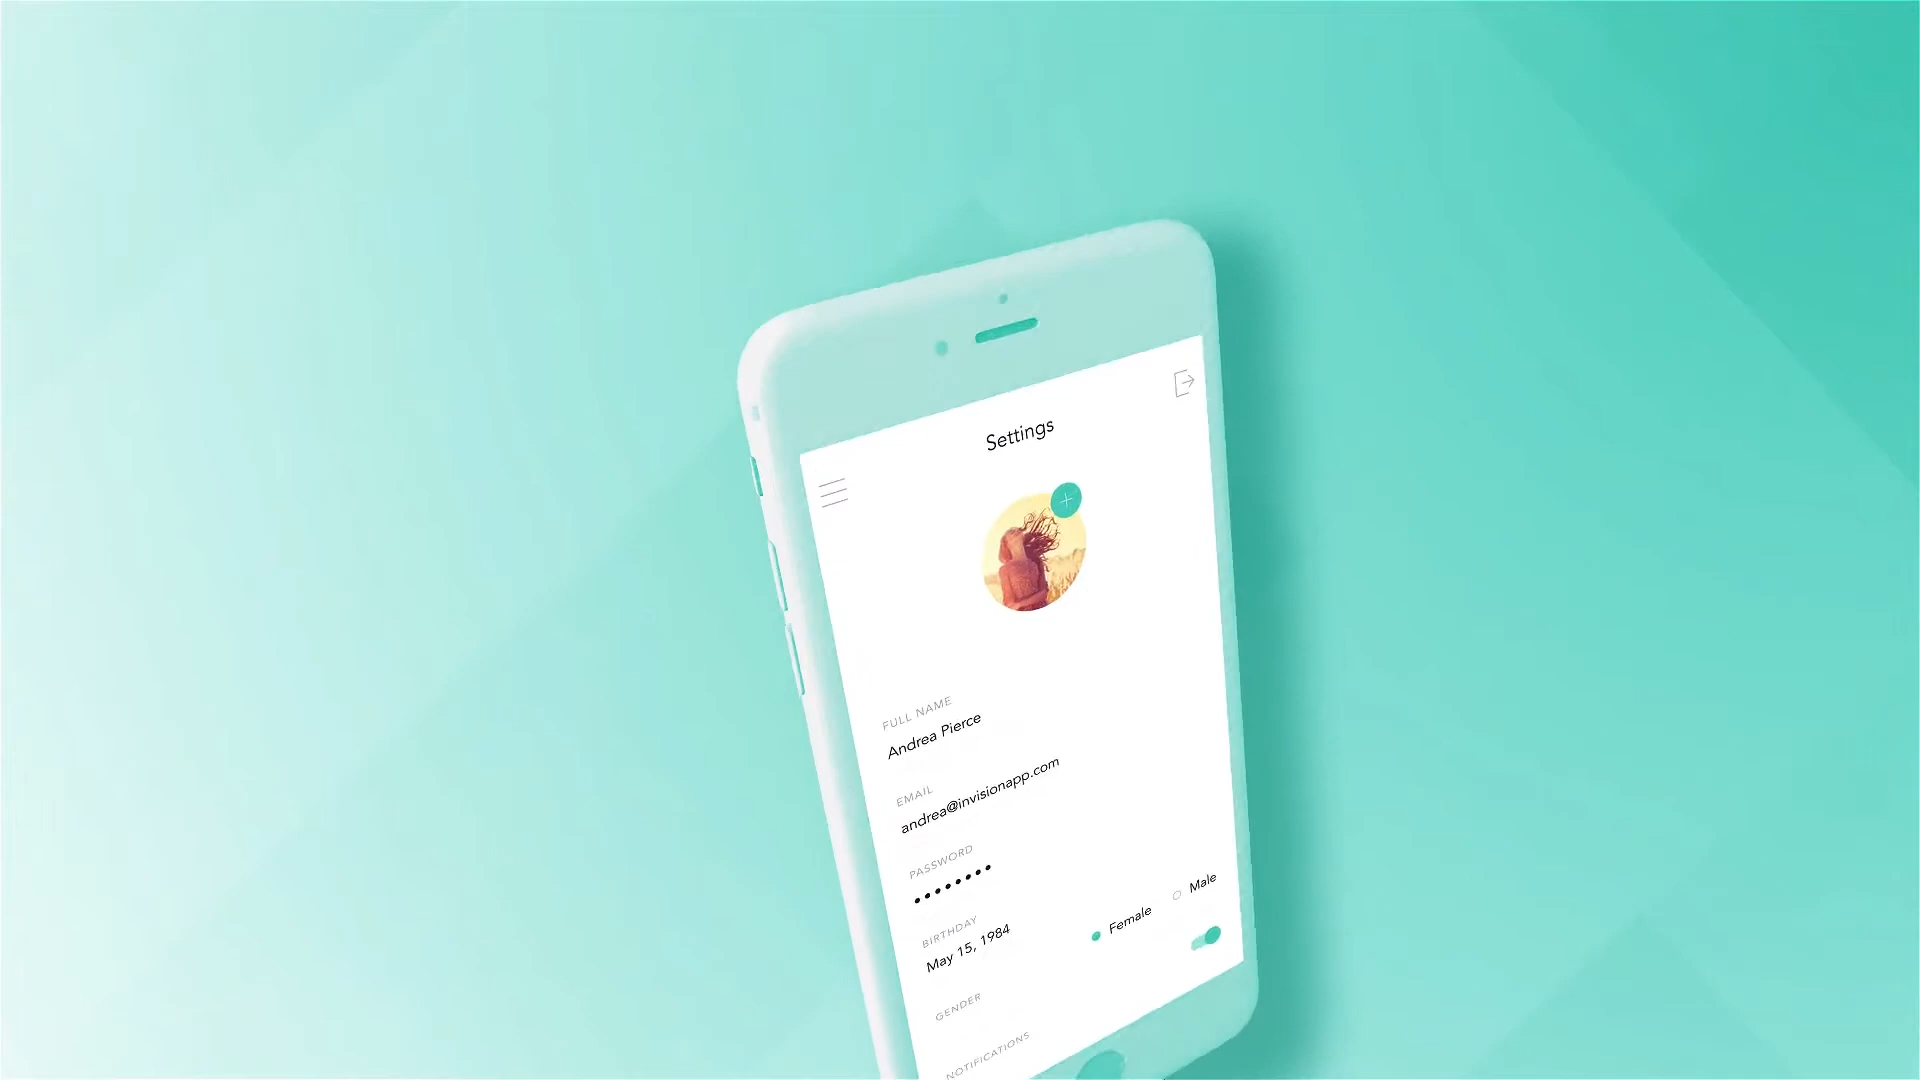 Settings
FULL NAME
Andrea Pierce
EMAIL
andrea@invisionapp.com
PASSWORD
••••••••
BIRTHDAY
May 15, 1984
GENDER
Female
Male
NOTIFICATIONS